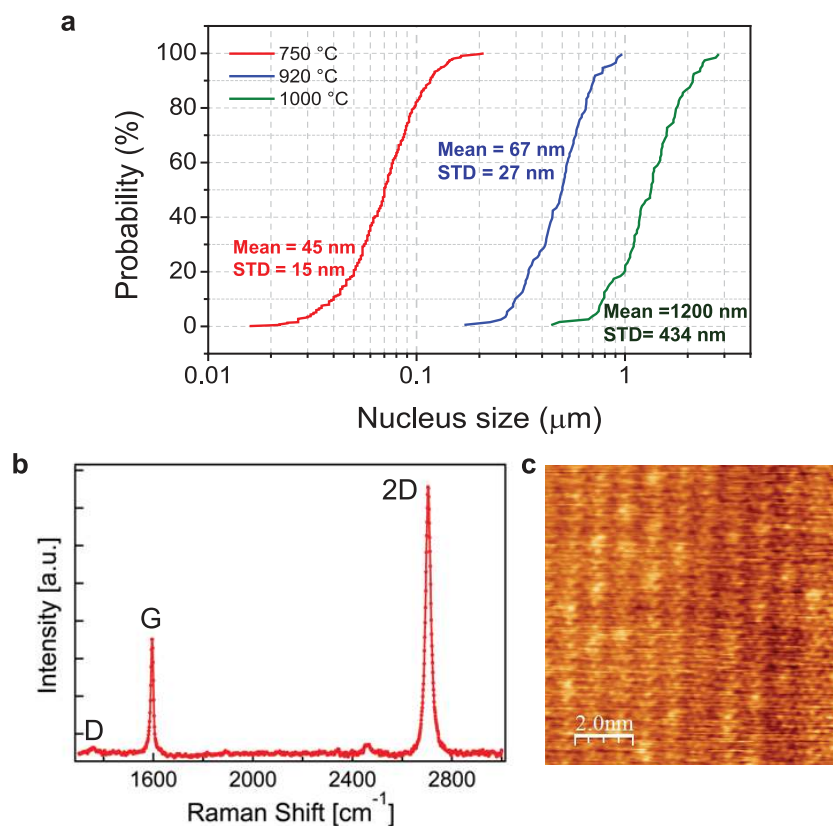 a
100
80
60
40
20
0
Probability (%)
750 °C
920 °C
1000 °C
Mean = 67 nm
STD = 27 nm
Mean = 45 nm
STD = 15 nm
Mean =1200 nm
STD= 434 nm
0.01
0.1
1
Nucleus size (μm)
b
Intensity [a.u.]
D
G
2D
1600
2000
2400
2800
Raman Shift [cm⁻¹]
c
2.0nm